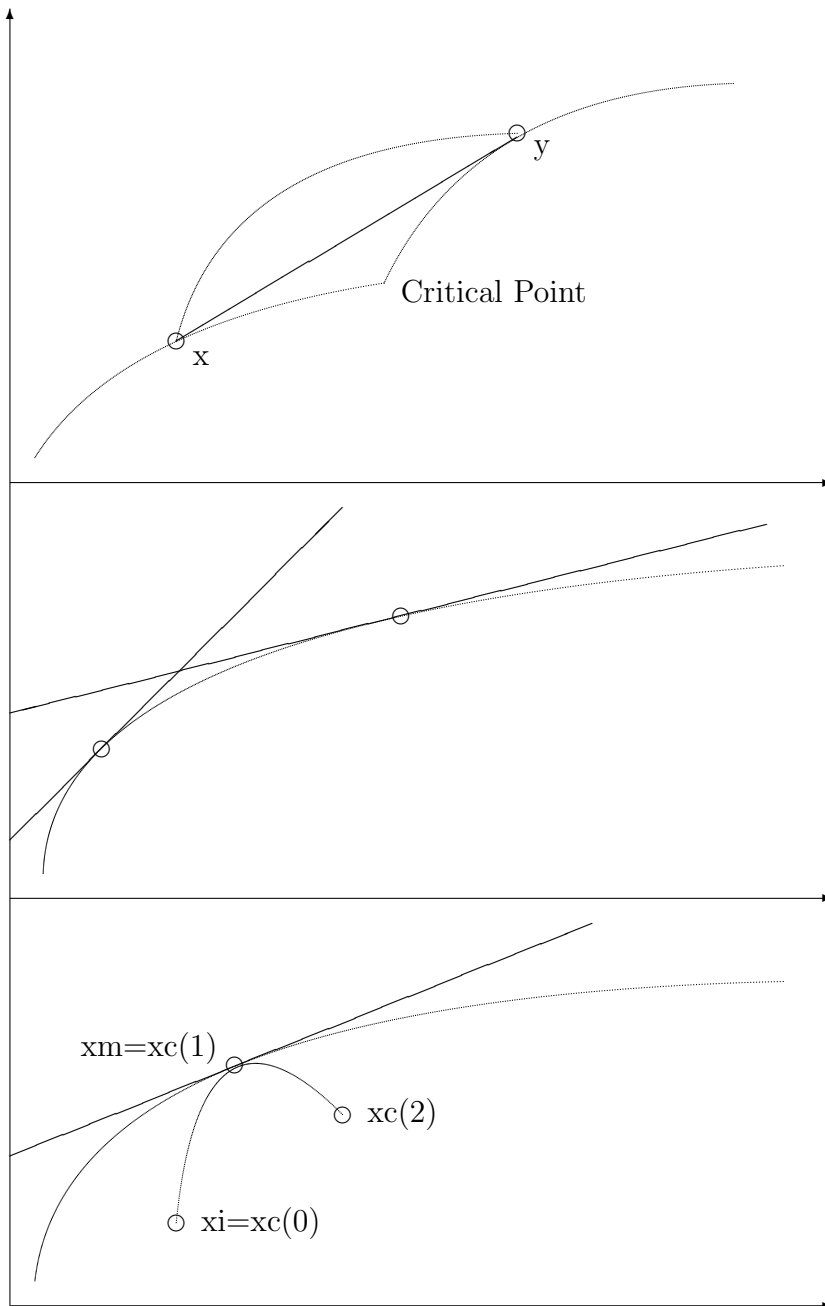 y
Critical Point
x
xm=xc(1)
xc(2)
xi=xc(0)